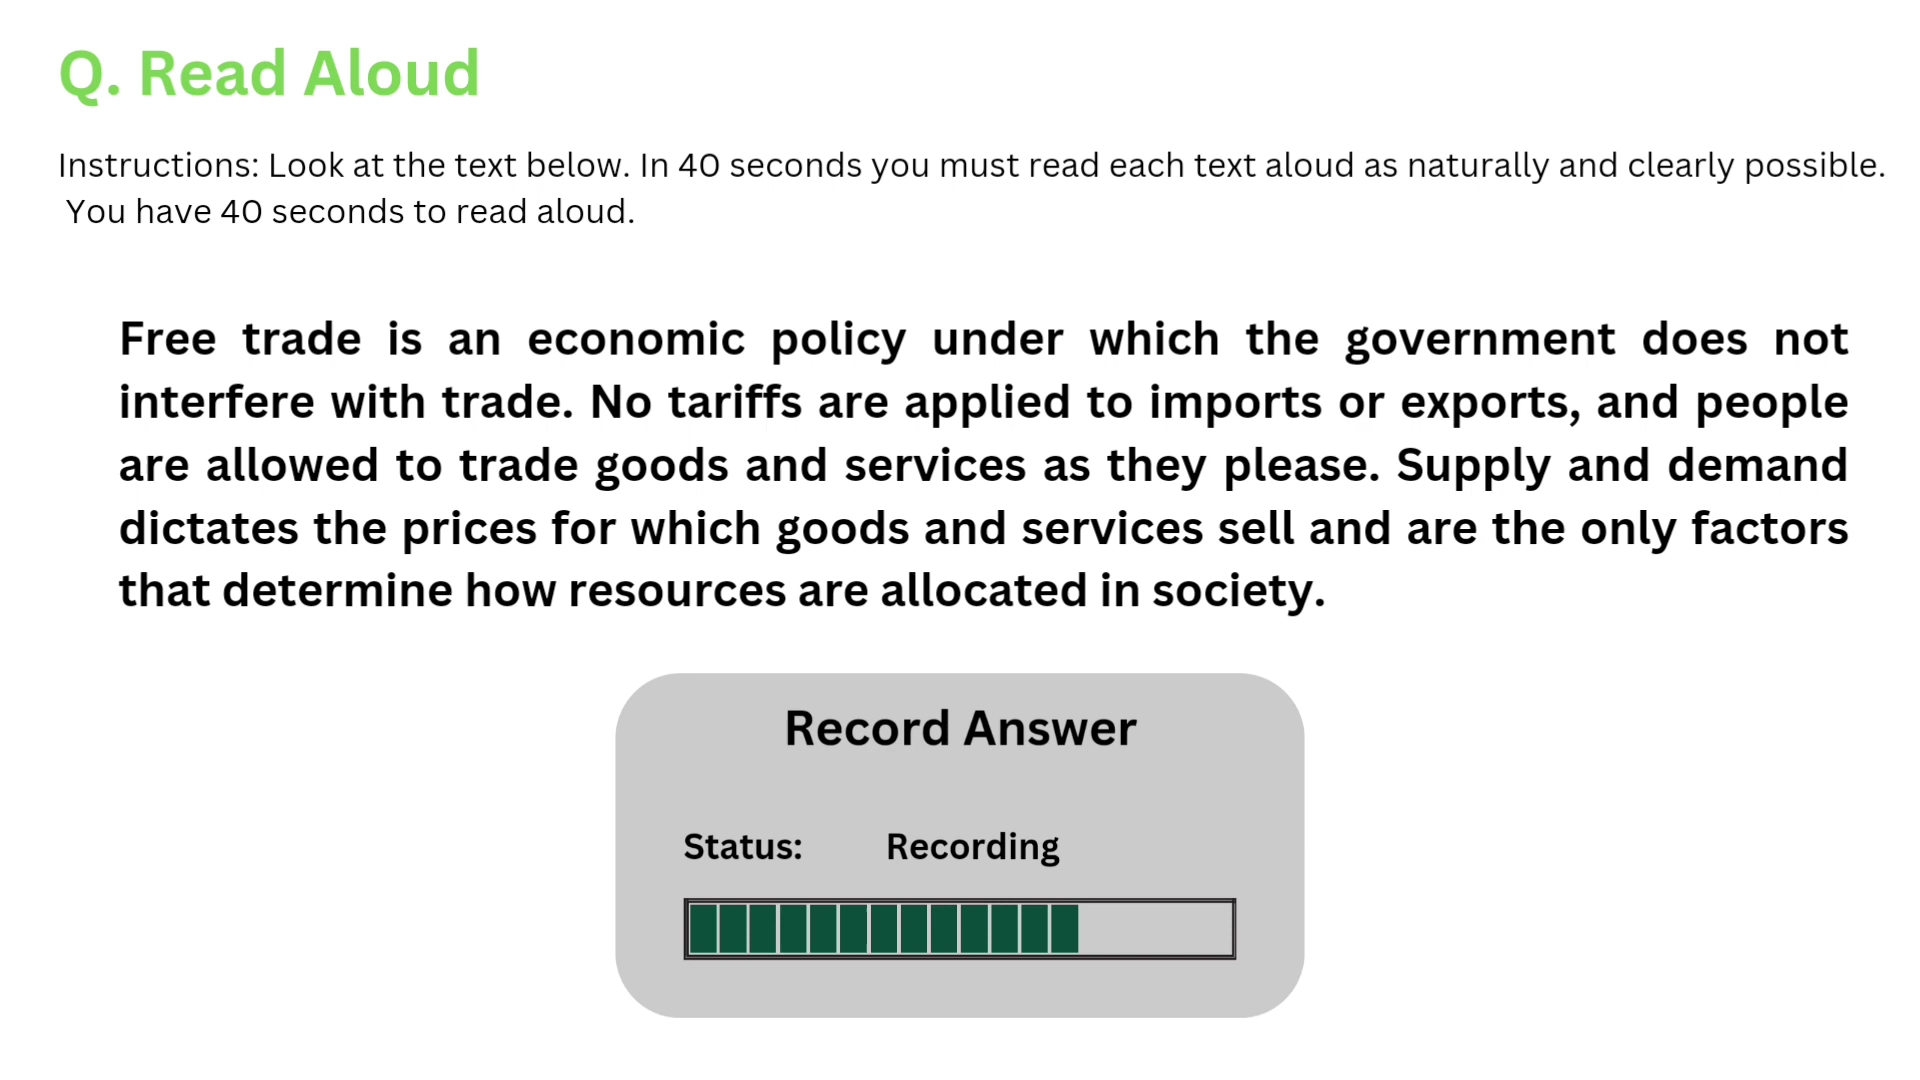 Q. Read Aloud
Instructions: Look at the text below. In 40 seconds you must read each text aloud as naturally and clearly possible.
You have 40 seconds to read aloud.
Free trade is an economic policy under which the government does not
interfere with trade. No tariffs are applied to imports or exports, and people
are allowed to trade goods and services as they please. Supply and demand
dictates the prices for which goods and services sell and are the only factors
that determine how resources are allocated in society.
Record Answer
Status: Recording